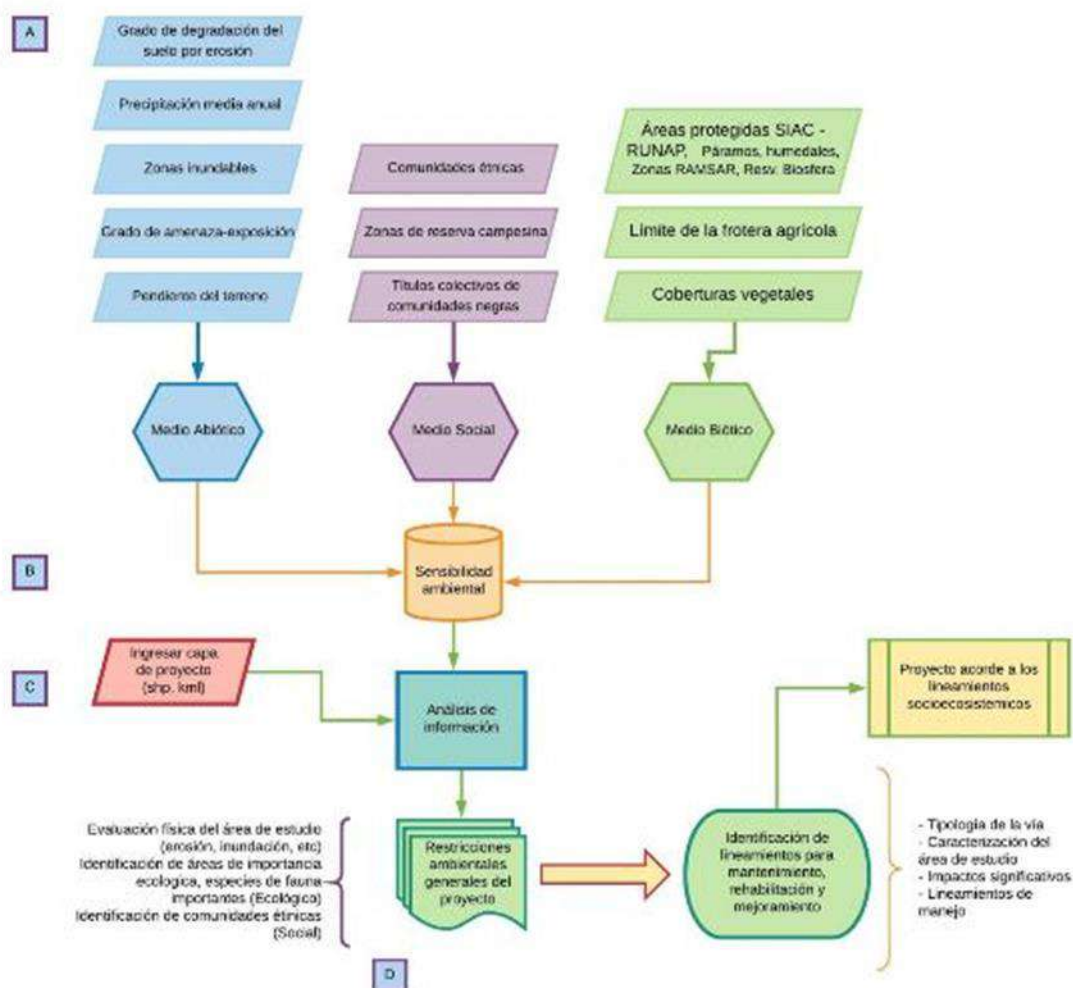 A
Grado de degradación del
suelo por erosión
Precipitación media anual
Zonas inundables
Grado de amenaza-exposición
Pendiente del terreno
Comunidades étnicas
Zonas de reserva campesina
Títulos colectivos de
comunidades negras
Áreas protegidas SIAC -
RUNAP, Páramos, humedales,
Zonas RAMSAR, Resv. Biosfera
Límite de la frotera agrícola
Coberturas vegetales
Medio Abiótico
Medio Social
Medio Biótico
B
Sensibilidad
ambiental
C
Ingresar capa
de proyecto
(shp. kml)
Análisis de
información
Proyecto acorde a los
lineamientos
socioecosistemicos
Evaluación física del área de estudio
(erosión, inundación, etc)
Identificación de áreas de importancia
ecologica, especies de fauna
importantes (Ecológico)
Identificación de comunidades étinicas
(Social)
Restricciones
ambientales
generales del
proyecto
Identificación de
lineamientos para
mantenimiento,
rehabilitación y
mejoramiento
- Tipologia de la vía
- Caracterización del
área de estudio
- Impactos significativos
- Lineamientos de
manejo
D